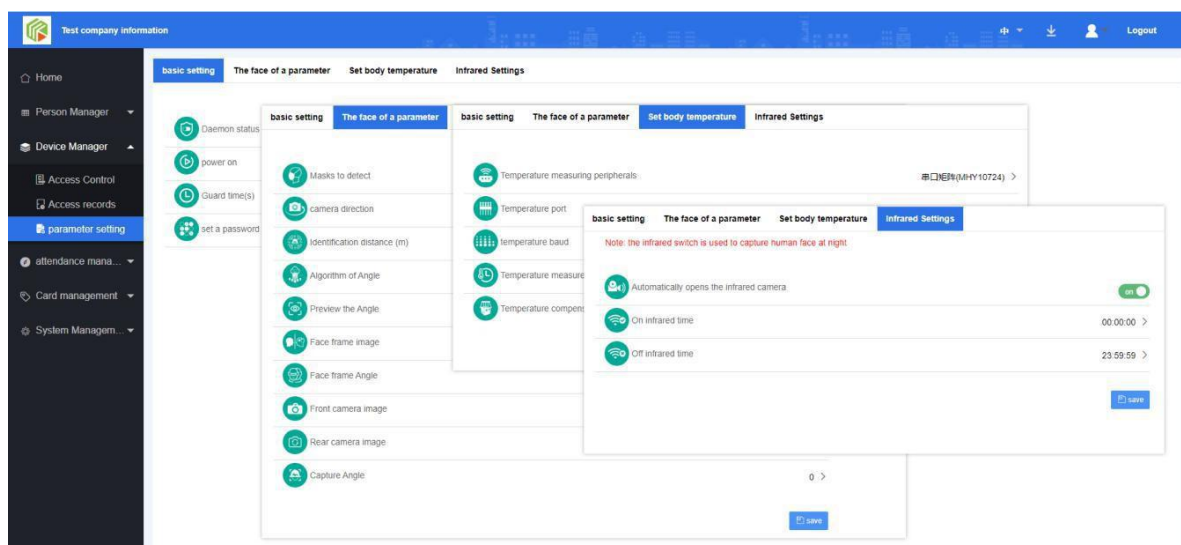 Test company information
中
Logout
Home
Person Manager
Device Manager
Access Control
Access records
parameter setting
attendance mana...
Card management
System Managem...
basic setting The face of a parameter Set body temperature Infrared Settings
Daemon status
power on
Guard time(s)
set a password
basic setting The face of a parameter
Masks to detect
camera direction
Identification distance (m)
Algorithm of Angle
Preview the Angle
Face frame image
Face frame Angle
Front camera image
Rear camera image
Capture Angle 0 >
save
basic setting The face of a parameter Set body temperature Infrared Settings
Temperature measuring peripherals 串口矩阵(MHY10724) >
Temperature port
temperature baud
Temperature measure
Temperature compens
basic setting The face of a parameter Set body temperature Infrared Settings
Note: the infrared switch is used to capture human face at night
Automatically opens the infrared camera on
On infrared time 00:00:00 >
Off infrared time 23:59:59 >
save